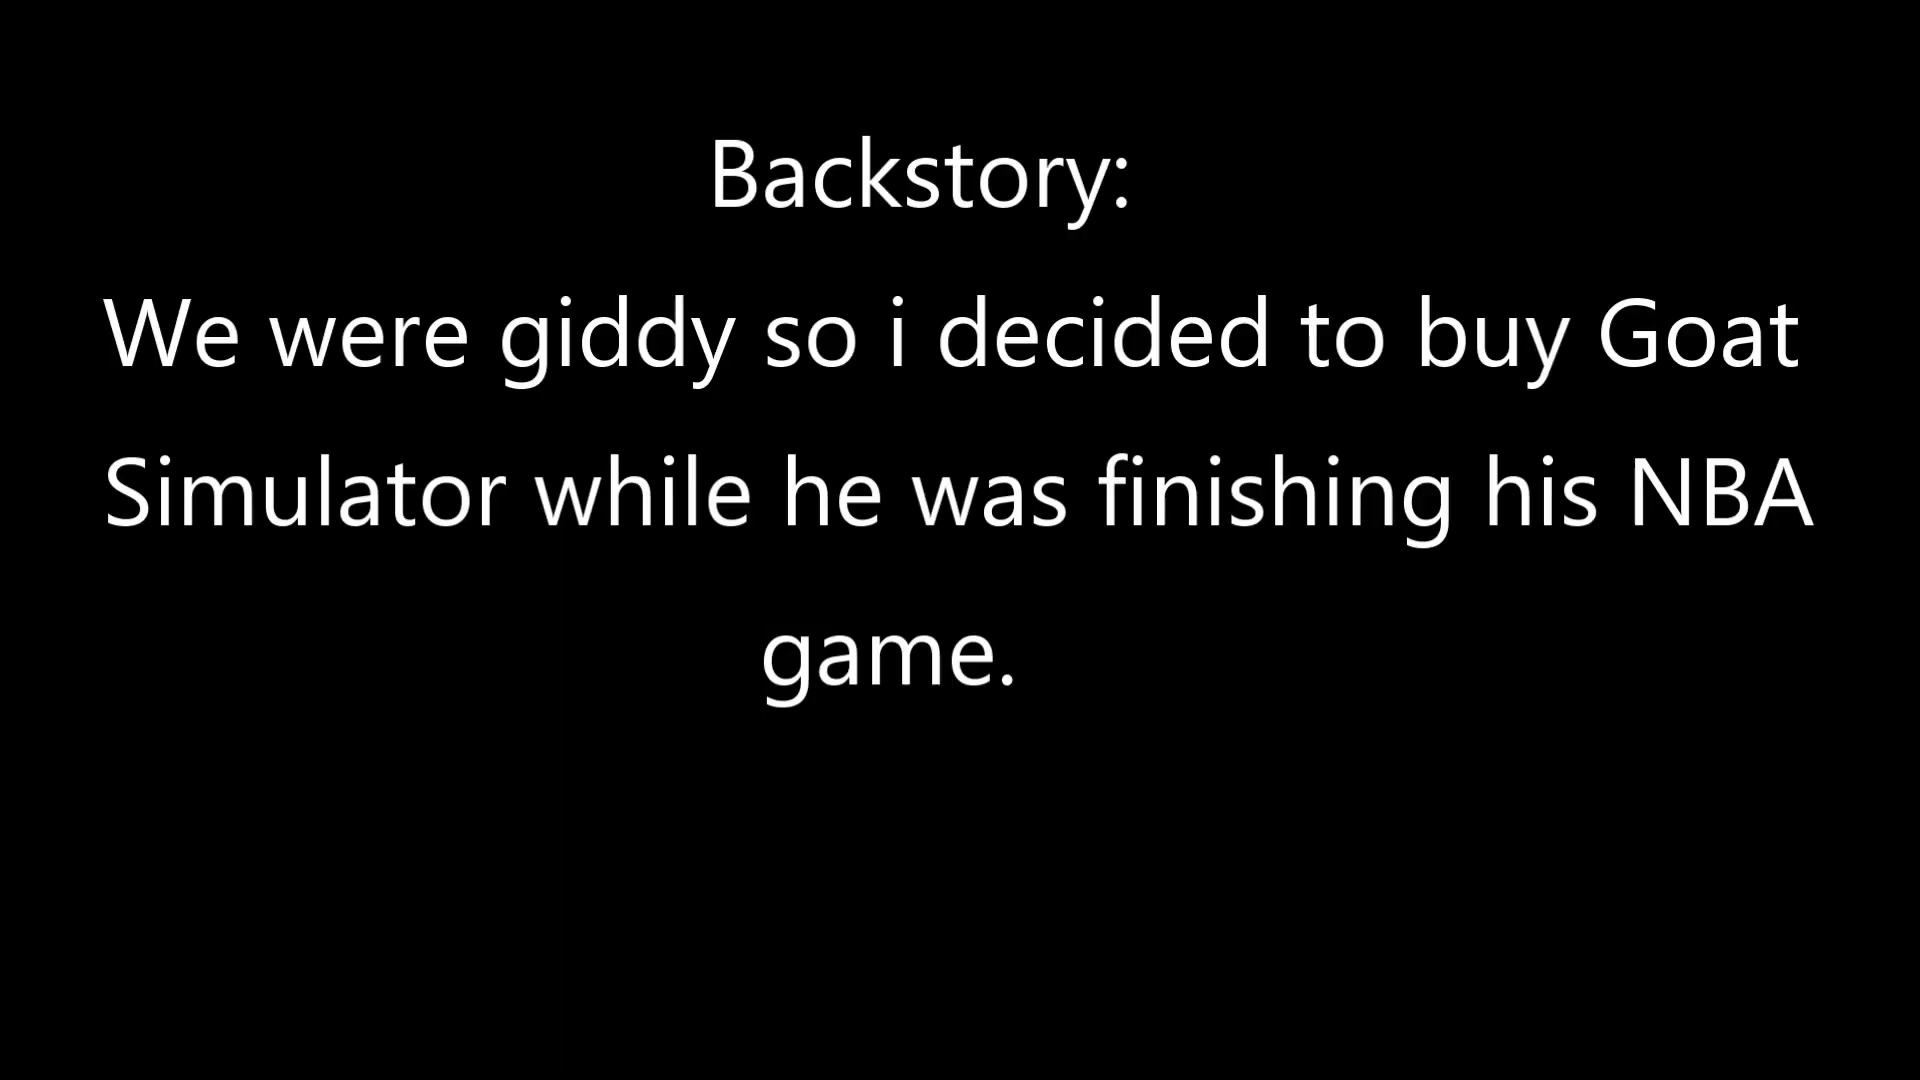 Backstory:
We were giddy so i decided to buy Goat
Simulator while he was finishing his NBA
game.